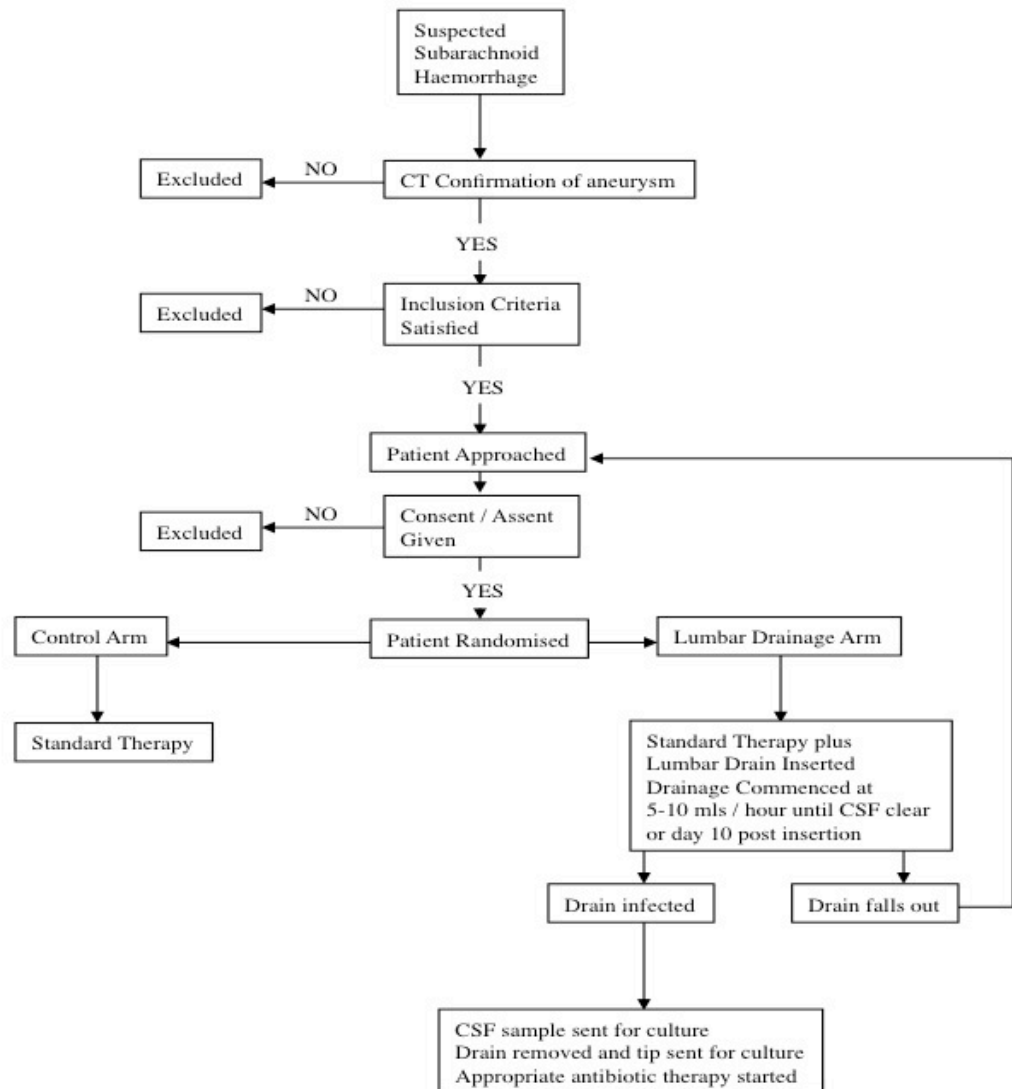 Suspected
Subarachnoid
Haemorrhage
NO
Excluded
CT Confirmation of aneurysm
YES
NO
Excluded
Inclusion Criteria
Satisfied
YES
Patient Approached
NO
Excluded
Consent / Assent
Given
YES
Control Arm
Patient Randomised
Lumbar Drainage Arm
Standard Therapy
Standard Therapy plus
Lumbar Drain Inserted
Drainage Commenced at
5-10 mls / hour until CSF clear
or day 10 post insertion
Drain infected
Drain falls out
CSF sample sent for culture
Drain removed and tip sent for culture
Appropriate antibiotic therapy started